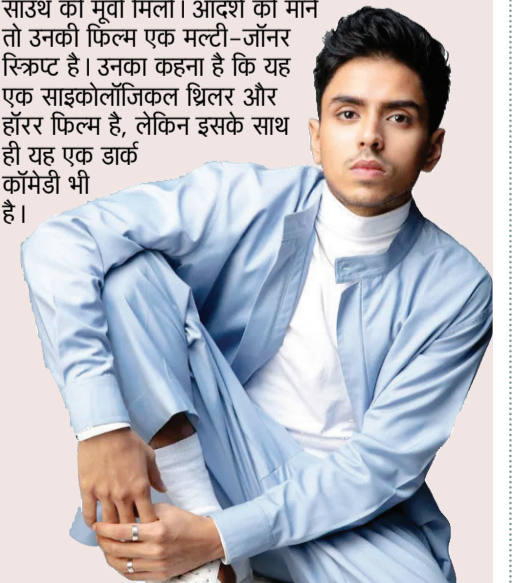 साउथ की मूवी मिली। आदर्श की मानें
तो उनकी फिल्म एक मल्टी-जॉनर
स्क्रिप्ट है। उनका कहना है कि यह
एक साइकोलॉजिकल थ्रिलर और
हॉरर फिल्म है, लेकिन इसके साथ
ही यह एक डार्क
कॉमेडी भी
है।